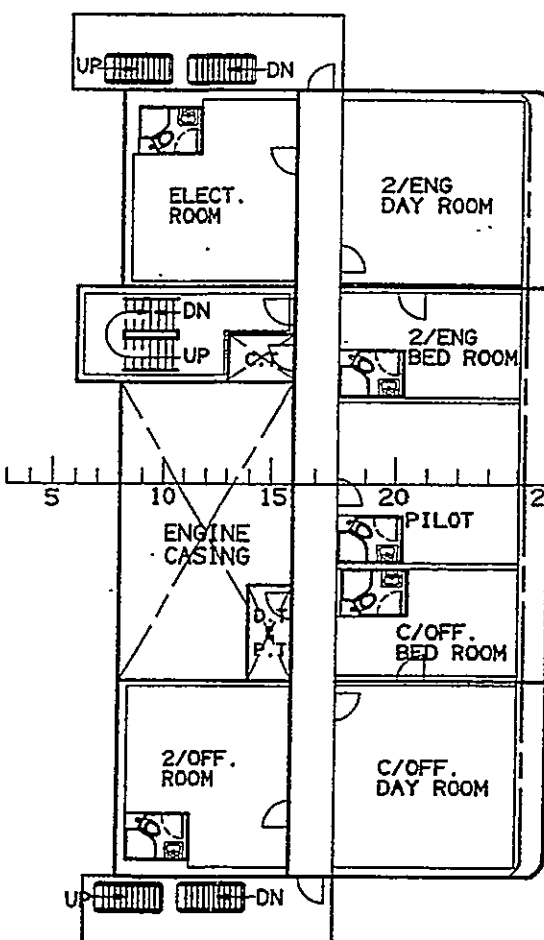 UP
DN
ELECT.
ROOM
2/ENG
DAY ROOM
DN
UP
C.T
2/ENG
BED ROOM
5
10
15
20
2
ENGINE
CASING
PILOT
D.T
P.T
C/OFF.
BED ROOM
2/OFF.
ROOM
C/OFF.
DAY ROOM
UP
DN